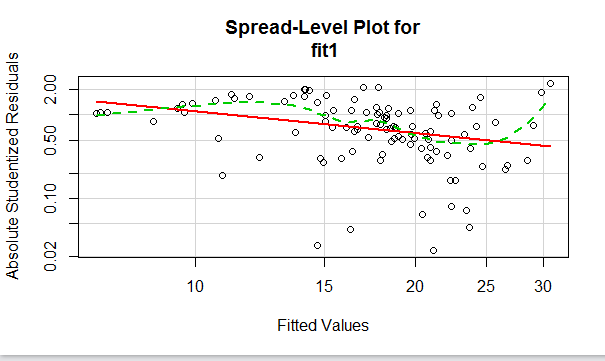 Spread-Level Plot for
fit1
Absolute Studentized Residuals
2.00
0.50
0.10
0.02
10 15 20 25 30
Fitted Values